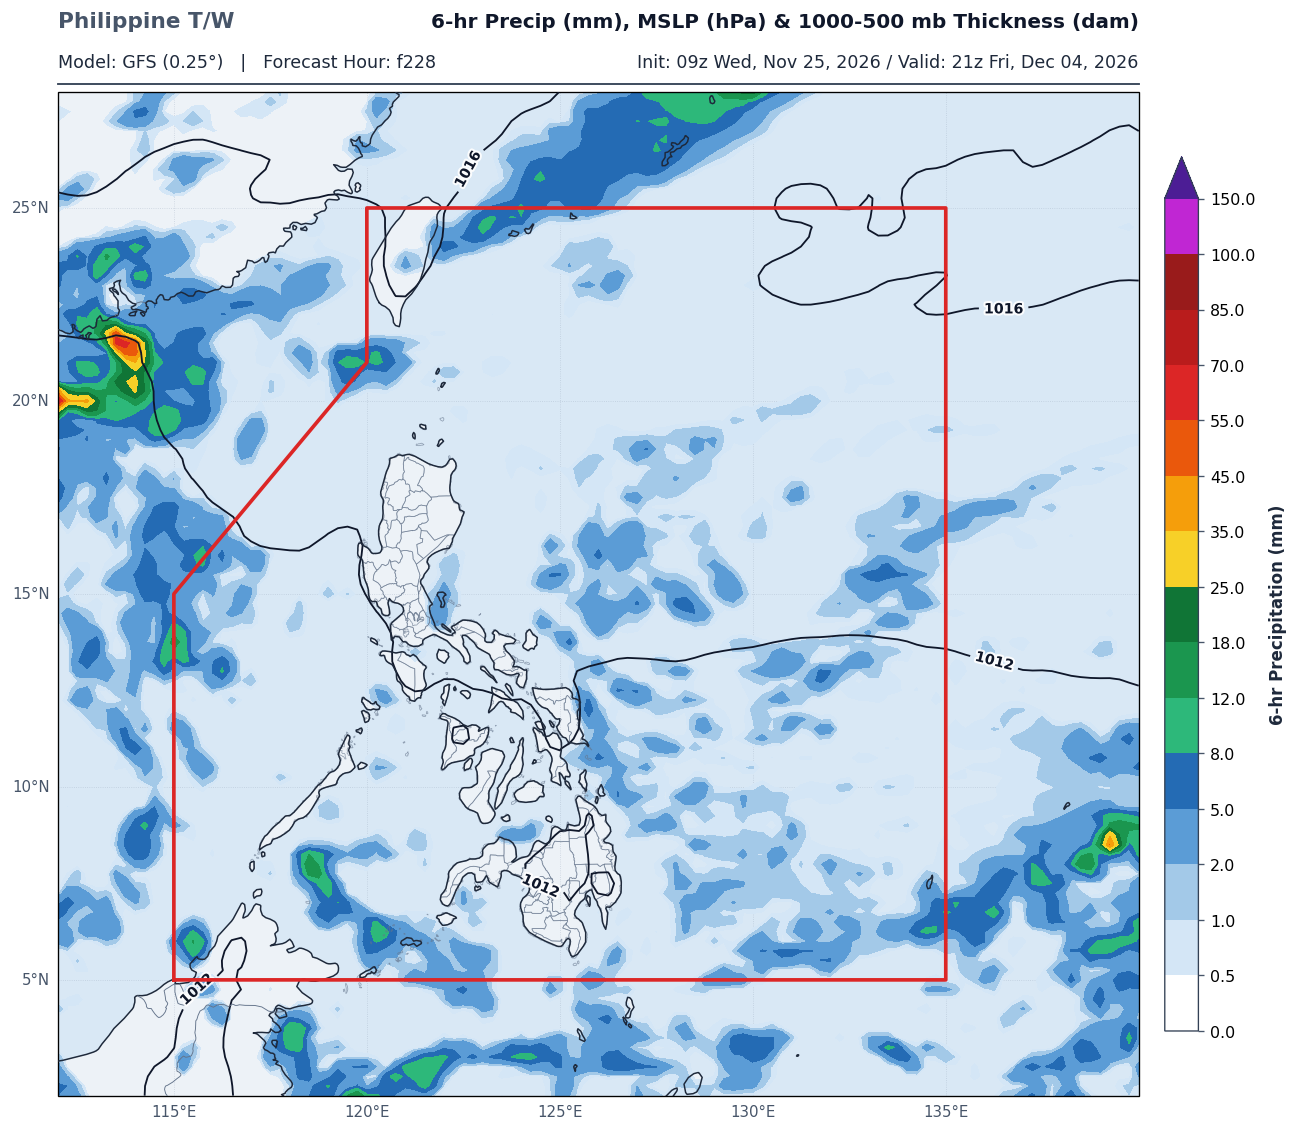 Philippine T/W
6-hr Precip (mm), MSLP (hPa) & 1000-500 mb Thickness (dam)
Model: GFS (0.25°) | Forecast Hour: f228
Init: 09z Wed, Nov 25, 2026 / Valid: 21z Fri, Dec 04, 2026
1016
1016
1012
1012
1012
25°N
20°N
15°N
10°N
5°N
115°E
120°E
125°E
130°E
135°E
150.0
100.0
85.0
70.0
55.0
45.0
35.0
25.0
18.0
12.0
8.0
5.0
2.0
1.0
0.5
0.0
6-hr Precipitation (mm)